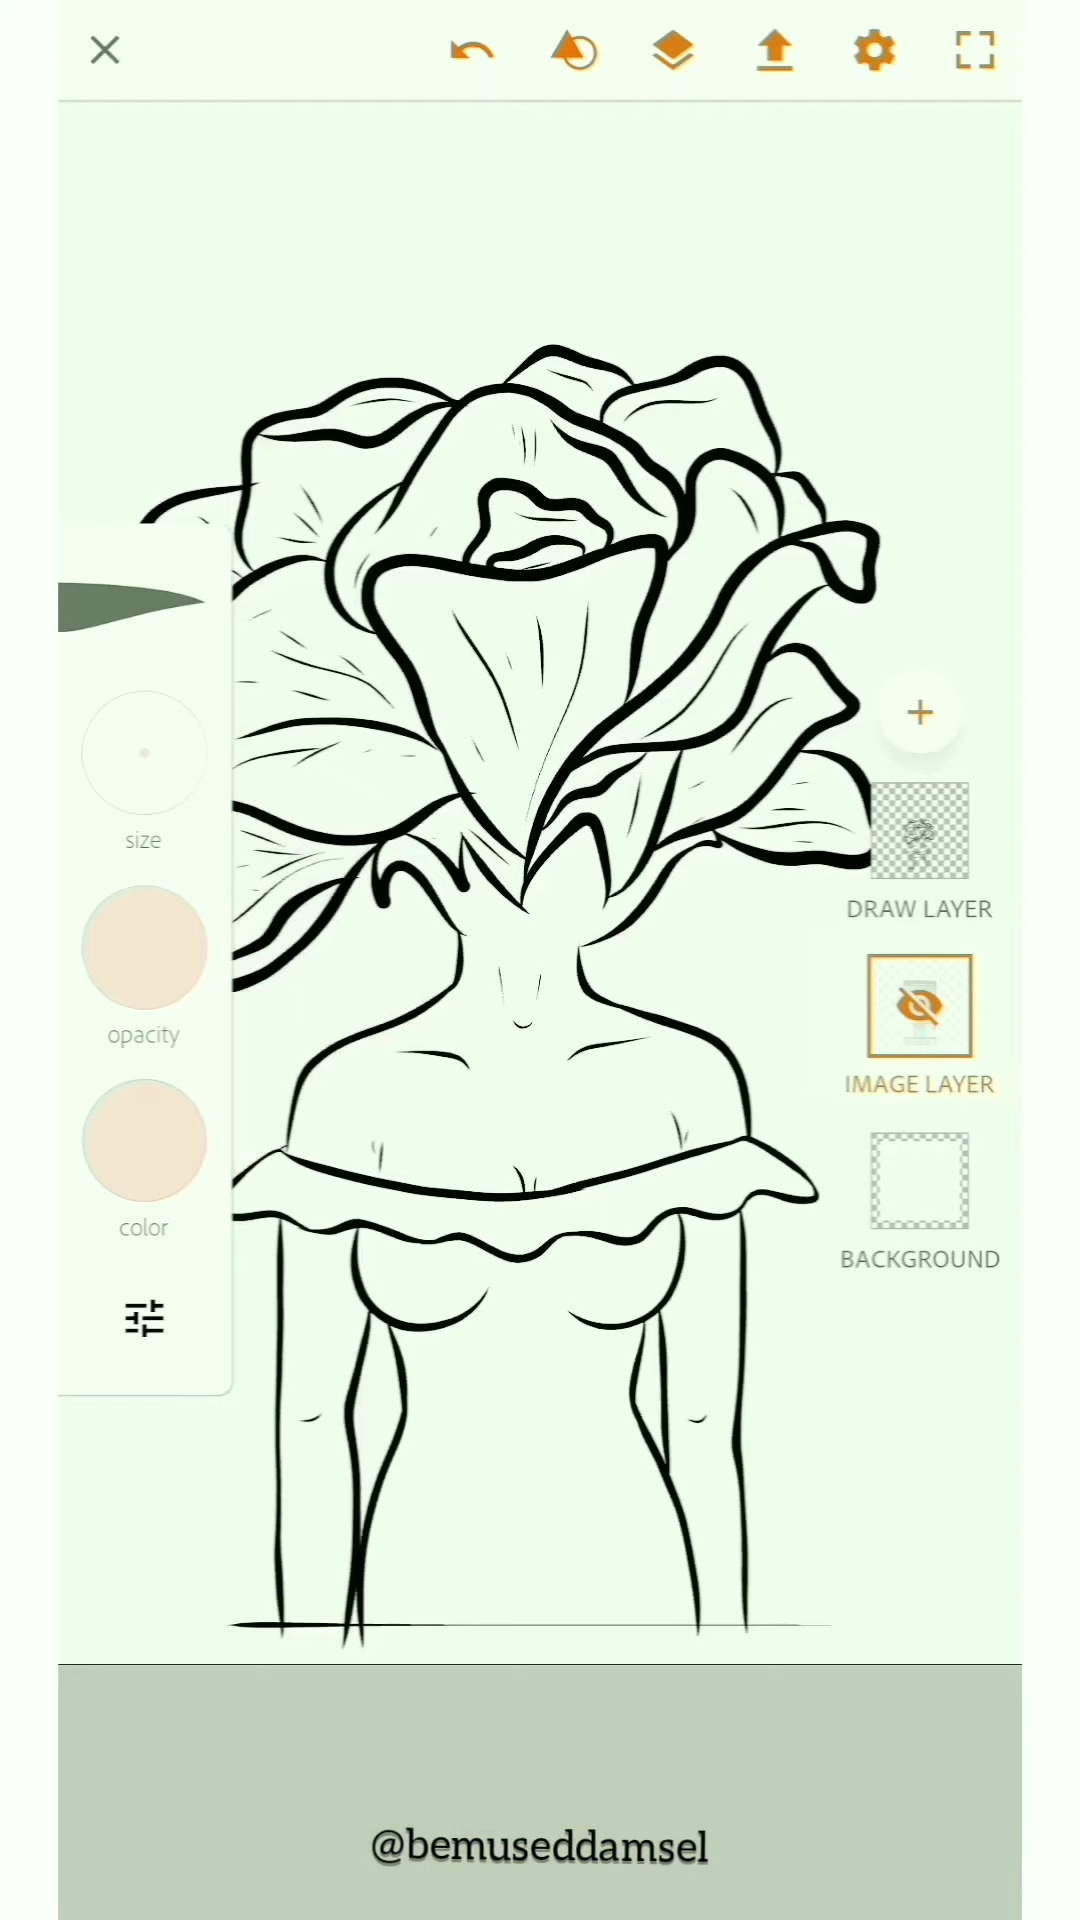 size
opacity
color
DRAW LAYER
IMAGE LAYER
BACKGROUND
@bemuseddamsel